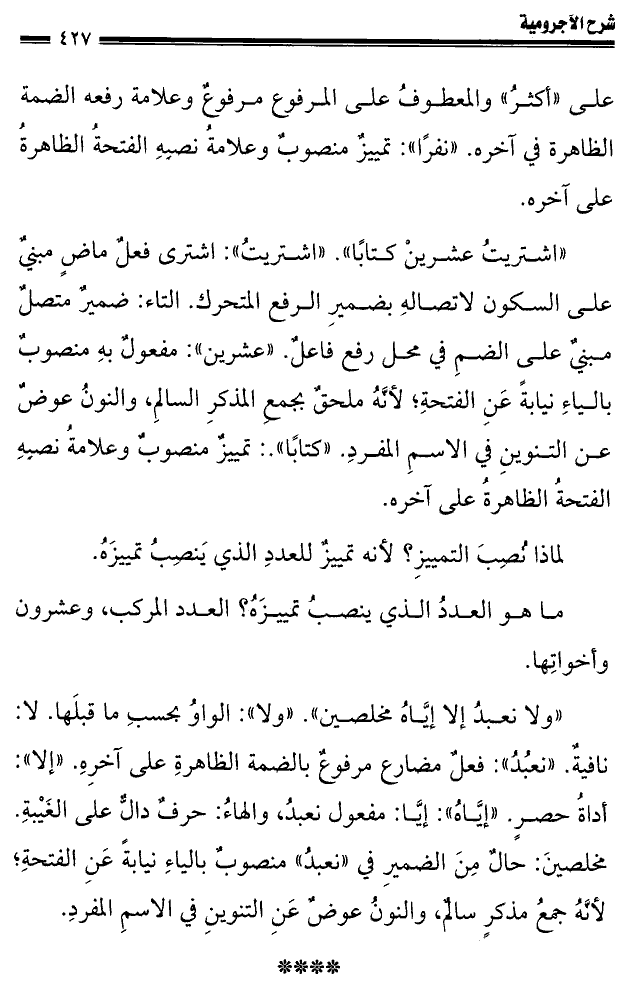 شرح الآجرومية
٤٢٧
على «أكثرُ» والمعطوفُ على المرفوع مرفوعٌ وعلامة رفعه الضمة
الظاهرة في آخره. «نفرًا»: تمييزٌ منصوبٌ وعلامةُ نصبِهِ الفتحةُ الظاهرةُ
على آخره.
«اشتريتُ عشرينْ كتابًا». «اشتريتُ»: اشترى فعلٌ ماضٍ مبنيٌّ
على السكون لاتصالهِ بضميرِ الرفع المتحرك. التاء: ضميرٌ متصلٌ
مبنيٌّ على الضمِ في محل رفع فاعلٌ. «عشرين»: مفعولٌ بهِ منصوبٌ
بالياءِ نيابةً عَنِ الفتحةِ؛ لأنَّهُ ملحقٌ بجمعِ المذكرِ السالمِ، والنونُ عوضٌ
عن التنوين في الاسمِ المفردِ. «كتابًا».: تمييزٌ منصوبٌ وعلامةُ نصبِهِ
الفتحةُ الظاهرةُ على آخره.
لماذا نُصِبَ التمييز؟ لأنه تمييزٌ للعددِ الذي يَنصِبُ تمييزَهُ.
ما هو العددُ الذي ينصبُ تمييزَهُ؟ العدد المركب، وعشرون
وأخواتِها.
«ولا نعبدُ إلا إيَّاهُ مخلصين». «ولا»: الواوُ بحسبِ ما قبلَها. لا:
نافيةٌ. «نعبُدُ»: فعلٌ مضارع مرفوعٌ بالضمة الظاهرةِ على آخرِهِ. «إلا»:
أداةُ حصرٍ. «إيَّاهُ»: إيَّا: مفعول نعبدُ، والهاءُ: حرفٌ دالٌّ على الغَيْبةِ.
مخلصينَ: حالٌ مِنَ الضميرِ في «نعبدُ» منصوبٌ بالياءِ نيابةً عَنِ الفتحةِ؛
لأنَّهُ جمعُ مذكرٍ سالمٌ، والنونُ عوضٌ عَنِ التنوينِ في الاسمِ المفردِ.
****